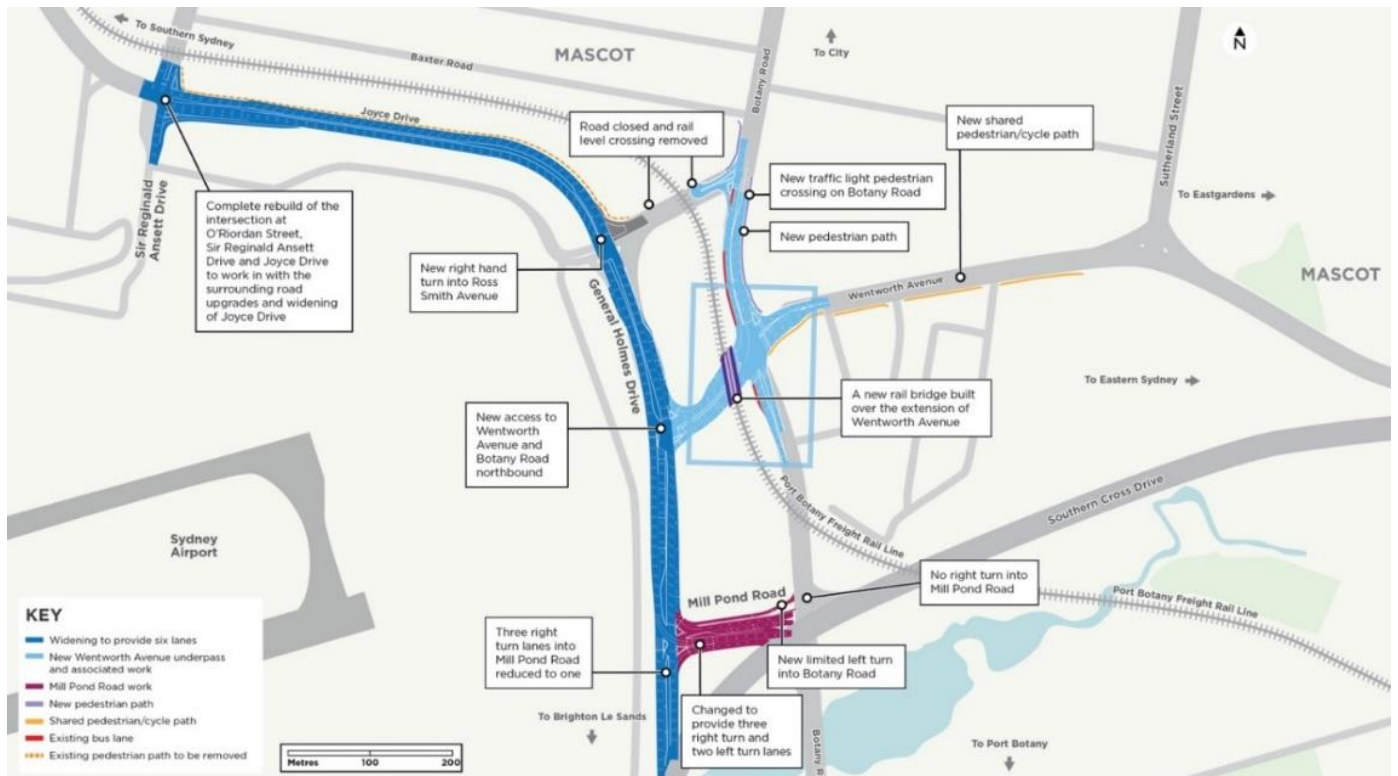 To Southern Sydney
MASCOT
Baxter Road
Botany Road
To City
N
Joyce Drive
Road closed and rail
level crossing removed
New shared
pedestrian/cycle path
Sutherland Street
New traffic light pedestrian
crossing on Botany Road
To Eastgardens
Sir Reginald
Ansett Drive
Complete rebuild of the
intersection at
O'Riordan Street,
Sir Reginald Ansett
Drive and Joyce Drive
to work in with the
surrounding road
upgrades and widening
of Joyce Drive
New pedestrian path
New right hand
turn into Ross
Smith Avenue
General Holmes Drive
Wentworth Avenue
MASCOT
To Eastern Sydney
A new rail bridge built
over the extension of
Wentworth Avenue
New access to
Wentworth
Avenue and
Botany Road
northbound
Port Botany Freight Rail Line
Southern Cross Drive
Sydney
Airport
No right turn into
Mill Pond Road
Mill Pond Road
Port Botany Freight Rail Line
KEY
Widening to provide six lanes
New Wentworth Avenue underpass
and associated work
Mill Pond Road work
New pedestrian path
Shared pedestrian/cycle path
Existing bus lane
Existing pedestrian path to be removed
Three right
turn lanes into
Mill Pond Road
reduced to one
New limited left turn
into Botany Road
Changed to
provide three
right turn and
two left turn lanes
To Brighton Le Sands
Botany R
To Port Botany
Metres 100 200